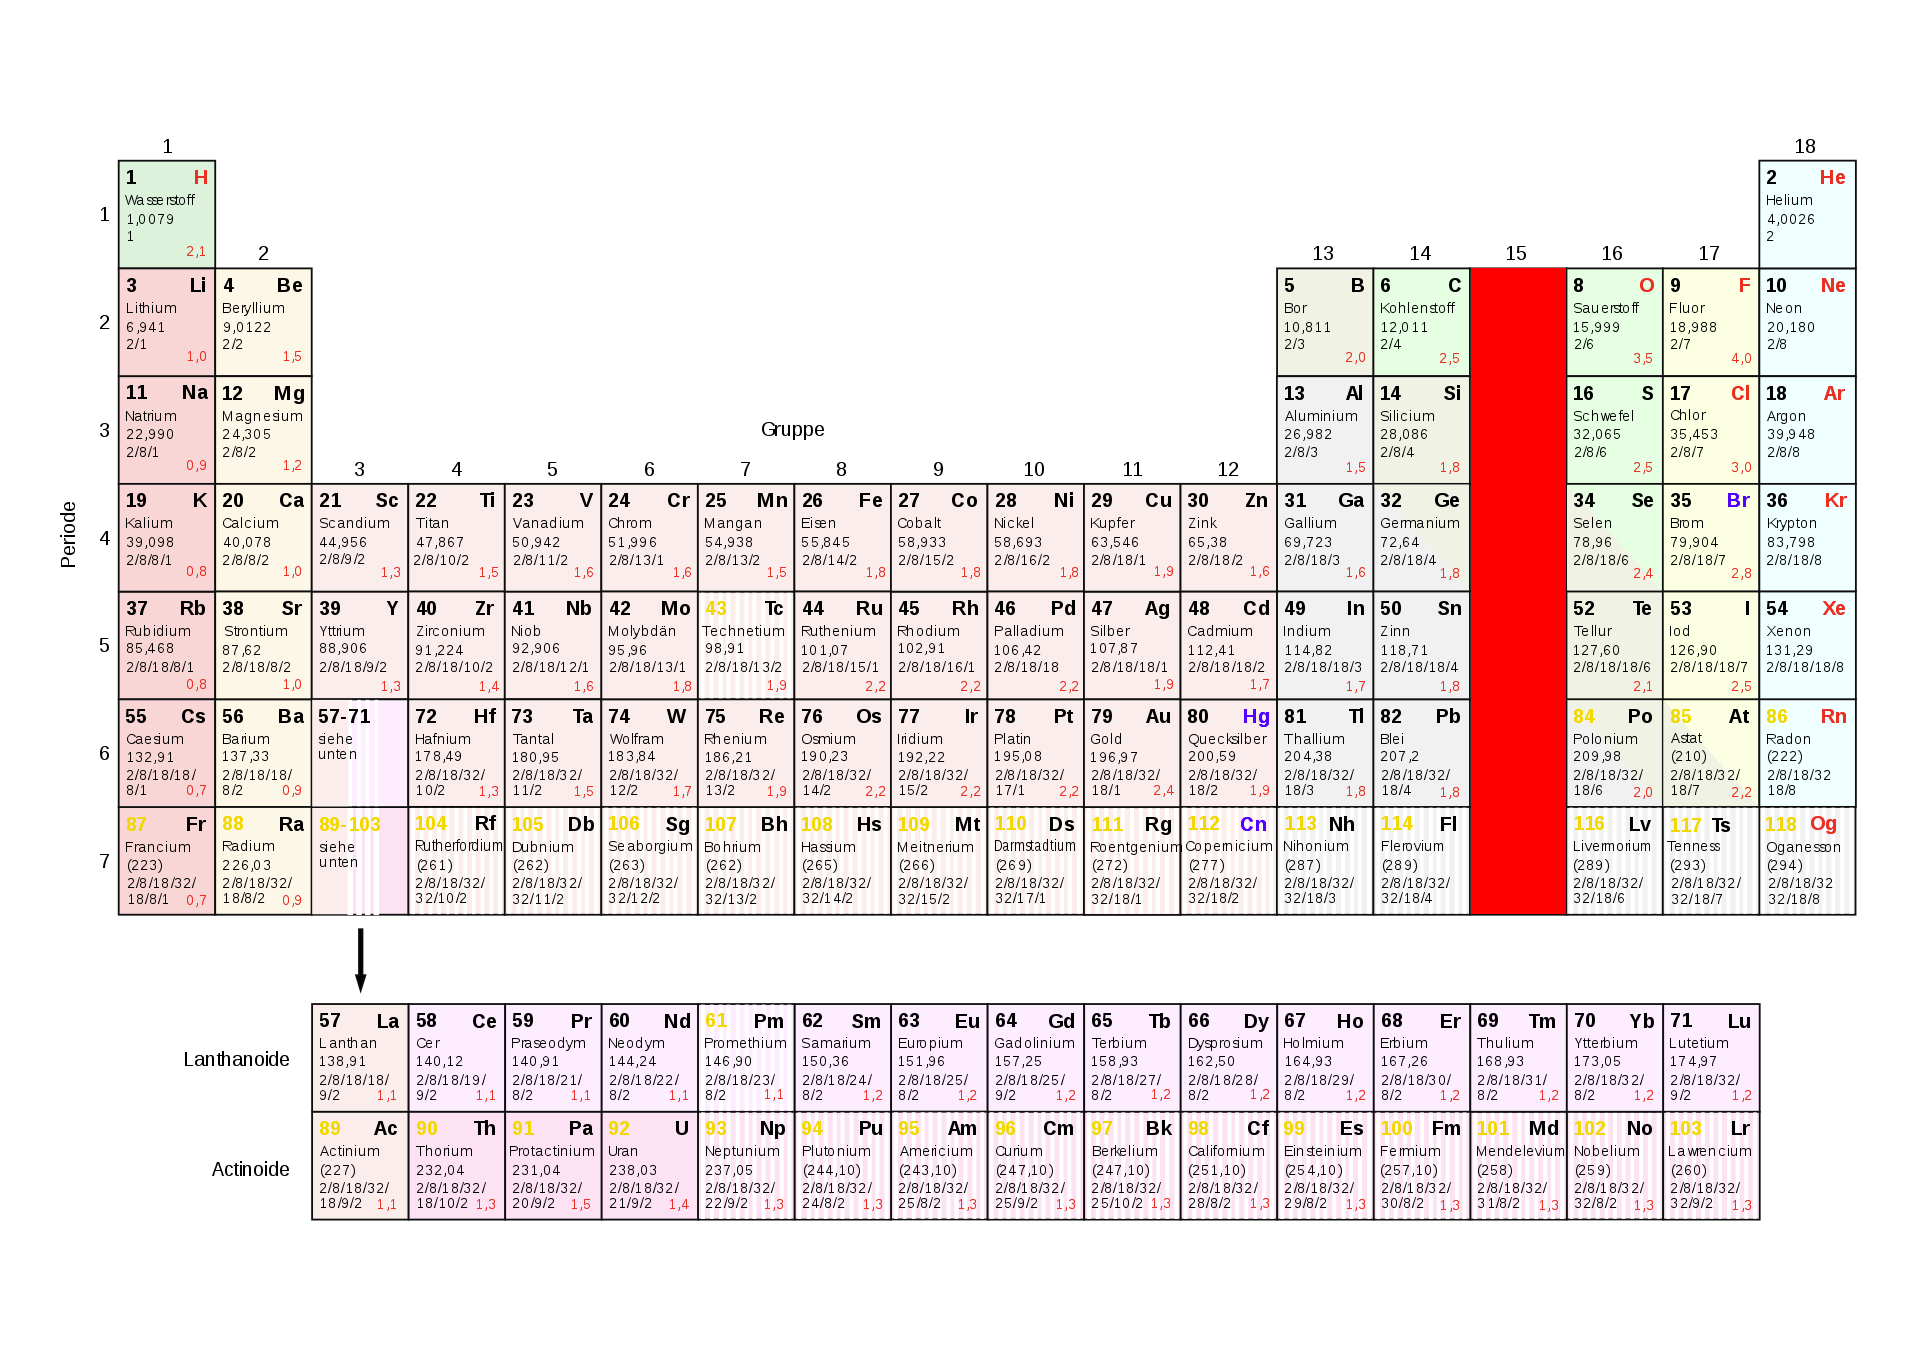 1
18
1 H
Wasserstoff
1,0079
1
2,1
2 He
Helium
4,0026
2
1
2
13
14
15
16
17
3 Li
Lithium
6,941
2/1
1,0
4 Be
Beryllium
9,0122
2/2
1,5
5 B
Bor
10,811
2/3
2,0
6 C
Kohlenstoff
12,011
2/4
2,5
8 O
Sauerstoff
15,999
2/6
3,5
9 F
Fluor
18,988
2/7
4,0
10 Ne
Neon
20,180
2/8
2
11 Na
Natrium
22,990
2/8/1
0,9
12 Mg
Magnesium
24,305
2/8/2
1,2
13 Al
Aluminium
26,982
2/8/3
1,5
14 Si
Silicium
28,086
2/8/4
1,8
16 S
Schwefel
32,065
2/8/6
2,5
17 Cl
Chlor
35,453
2/8/7
3,0
18 Ar
Argon
39,948
2/8/8
3
Gruppe
3
4
5
6
7
8
9
10
11
12
Periode
4
19 K
Kalium
39,098
2/8/8/1
0,8
20 Ca
Calcium
40,078
2/8/8/2
1,0
21 Sc
Scandium
44,956
2/8/9/2
1,3
22 Ti
Titan
47,867
2/8/10/2
1,5
23 V
Vanadium
50,942
2/8/11/2
1,6
24 Cr
Chrom
51,996
2/8/13/1
1,6
25 Mn
Mangan
54,938
2/8/13/2
1,5
26 Fe
Eisen
55,845
2/8/14/2
1,8
27 Co
Cobalt
58,933
2/8/15/2
1,8
28 Ni
Nickel
58,693
2/8/16/2
1,8
29 Cu
Kupfer
63,546
2/8/18/1
1,9
30 Zn
Zink
65,38
2/8/18/2
1,6
31 Ga
Gallium
69,723
2/8/18/3
1,6
32 Ge
Germanium
72,64
2/8/18/4
1,8
34 Se
Selen
78,96
2/8/18/6
2,4
35 Br
Brom
79,904
2/8/18/7
2,8
36 Kr
Krypton
83,798
2/8/18/8
5
37 Rb
Rubidium
85,468
2/8/18/8/1
0,8
38 Sr
Strontium
87,62
2/8/18/8/2
1,0
39 Y
Yttrium
88,906
2/8/18/9/2
1,3
40 Zr
Zirconium
91,224
2/8/18/10/2
1,4
41 Nb
Niob
92,906
2/8/18/12/1
1,6
42 Mo
Molybdän
95,96
2/8/18/13/1
1,8
43 Tc
Technetium
98,91
2/8/18/13/2
1,9
44 Ru
Ruthenium
101,07
2/8/18/15/1
2,2
45 Rh
Rhodium
102,91
2/8/18/16/1
2,2
46 Pd
Palladium
106,42
2/8/18/18
2,2
47 Ag
Silber
107,87
2/8/18/18/1
1,9
48 Cd
Cadmium
112,41
2/8/18/18/2
1,7
49 In
Indium
114,82
2/8/18/18/3
1,7
50 Sn
Zinn
118,71
2/8/18/18/4
1,8
52 Te
Tellur
127,60
2/8/18/18/6
2,1
53 I
Iod
126,90
2/8/18/18/7
2,5
54 Xe
Xenon
131,29
2/8/18/18/8
6
55 Cs
Caesium
132,91
2/8/18/18/
8/1
0,7
56 Ba
Barium
137,33
2/8/18/18/
8/2
0,9
57-71
siehe
unten
72 Hf
Hafnium
178,49
2/8/18/32/
10/2
1,3
73 Ta
Tantal
180,95
2/8/18/32/
11/2
1,5
74 W
Wolfram
183,84
2/8/18/32/
12/2
1,7
75 Re
Rhenium
186,21
2/8/18/32/
13/2
1,9
76 Os
Osmium
190,23
2/8/18/32/
14/2
2,2
77 Ir
Iridium
192,22
2/8/18/32/
15/2
2,2
78 Pt
Platin
195,08
2/8/18/32/
17/1
2,2
79 Au
Gold
196,97
2/8/18/32/
18/1
2,4
80 Hg
Quecksilber
200,59
2/8/18/32/
18/2
1,9
81 Tl
Thallium
204,38
2/8/18/32/
18/3
1,8
82 Pb
Blei
207,2
2/8/18/32/
18/4
1,8
84 Po
Polonium
209,98
2/8/18/32/
18/6
2,0
85 At
Astat
(210)
2/8/18/32/
18/7
2,2
86 Rn
Radon
(222)
2/8/18/32
18/8
7
87 Fr
Francium
(223)
2/8/18/32/
18/8/1
0,7
88 Ra
Radium
226,03
2/8/18/32/
18/8/2
0,9
89-103
siehe
unten
104 Rf
Rutherfordium
(261)
2/8/18/32/
32/10/2
105 Db
Dubnium
(262)
2/8/18/32/
32/11/2
106 Sg
Seaborgium
(263)
2/8/18/32/
32/12/2
107 Bh
Bohrium
(262)
2/8/18/32/
32/13/2
108 Hs
Hassium
(265)
2/8/18/32/
32/14/2
109 Mt
Meitnerium
(266)
2/8/18/32/
32/15/2
110 Ds
Darmstadtium
(269)
2/8/18/32/
32/17/1
111 Rg
Roentgenium
(272)
2/8/18/32/
32/18/1
112 Cn
Copernicium
(277)
2/8/18/32/
32/18/2
113 Nh
Nihonium
(287)
2/8/18/32/
32/18/3
114 Fl
Flerovium
(289)
2/8/18/32/
32/18/4
116 Lv
Livermorium
(289)
2/8/18/32/
32/18/6
117 Ts
Tenness
(293)
2/8/18/32/
32/18/7
118 Og
Oganesson
(294)
2/8/18/32
32/18/8
Lanthanoide
57 La
Lanthan
138,91
2/8/18/18/
9/2
1,1
58 Ce
Cer
140,12
2/8/18/19/
9/2
1,1
59 Pr
Praseodym
140,91
2/8/18/21/
8/2
1,1
60 Nd
Neodym
144,24
2/8/18/22/
8/2
1,1
61 Pm
Promethium
146,90
2/8/18/23/
8/2
1,1
62 Sm
Samarium
150,36
2/8/18/24/
8/2
1,2
63 Eu
Europium
151,96
2/8/18/25/
8/2
1,2
64 Gd
Gadolinium
157,25
2/8/18/25/
9/2
1,2
65 Tb
Terbium
158,93
2/8/18/27/
8/2
1,2
66 Dy
Dysprosium
162,50
2/8/18/28/
8/2
1,2
67 Ho
Holmium
164,93
2/8/18/29/
8/2
1,2
68 Er
Erbium
167,26
2/8/18/30/
8/2
1,2
69 Tm
Thulium
168,93
2/8/18/31/
8/2
1,2
70 Yb
Ytterbium
173,05
2/8/18/32/
8/2
1,2
71 Lu
Lutetium
174,97
2/8/18/32/
9/2
1,2
Actinoide
89 Ac
Actinium
(227)
2/8/18/32/
18/9/2
1,1
90 Th
Thorium
232,04
2/8/18/32/
18/10/2
1,3
91 Pa
Protactinium
231,04
2/8/18/32/
20/9/2
1,5
92 U
Uran
238,03
2/8/18/32/
21/9/2
1,4
93 Np
Neptunium
237,05
2/8/18/32/
22/9/2
1,3
94 Pu
Plutonium
(244,10)
2/8/18/32/
24/8/2
1,3
95 Am
Americium
(243,10)
2/8/18/32/
25/8/2
1,3
96 Cm
Curium
(247,10)
2/8/18/32/
25/9/2
1,3
97 Bk
Berkelium
(247,10)
2/8/18/32/
25/10/2
1,3
98 Cf
Californium
(251,10)
2/8/18/32/
28/8/2
1,3
99 Es
Einsteinium
(254,10)
2/8/18/32/
29/8/2
1,3
100 Fm
Fermium
(257,10)
2/8/18/32/
30/8/2
1,3
101 Md
Mendelevium
(258)
2/8/18/32/
31/8/2
1,3
102 No
Nobelium
(259)
2/8/18/32/
32/8/2
1,3
103 Lr
Lawrencium
(260)
2/8/18/32/
32/9/2
1,3